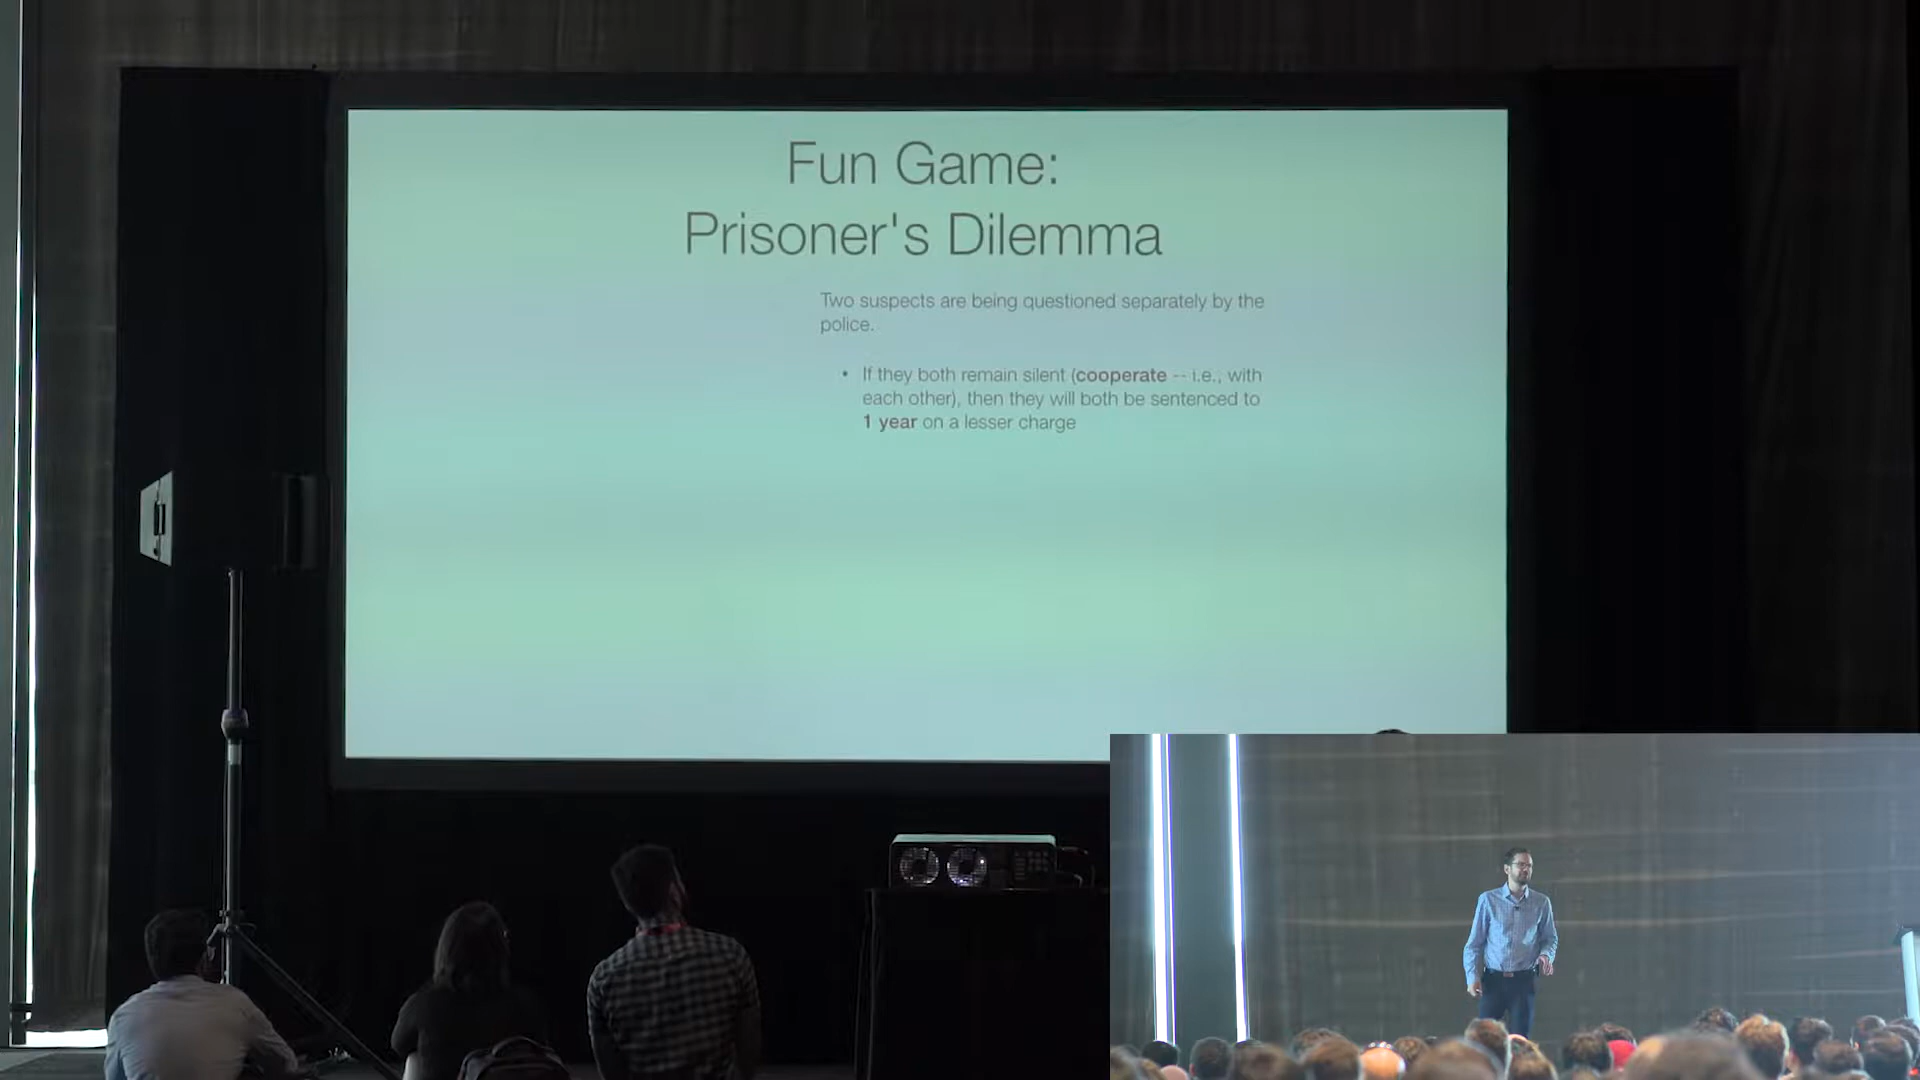 Fun Game:
Prisoner's Dilemma
Two suspects are being questioned separately by the
police.
• If they both remain silent (cooperate -- i.e., with
each other), then they will both be sentenced to
1 year on a lesser charge